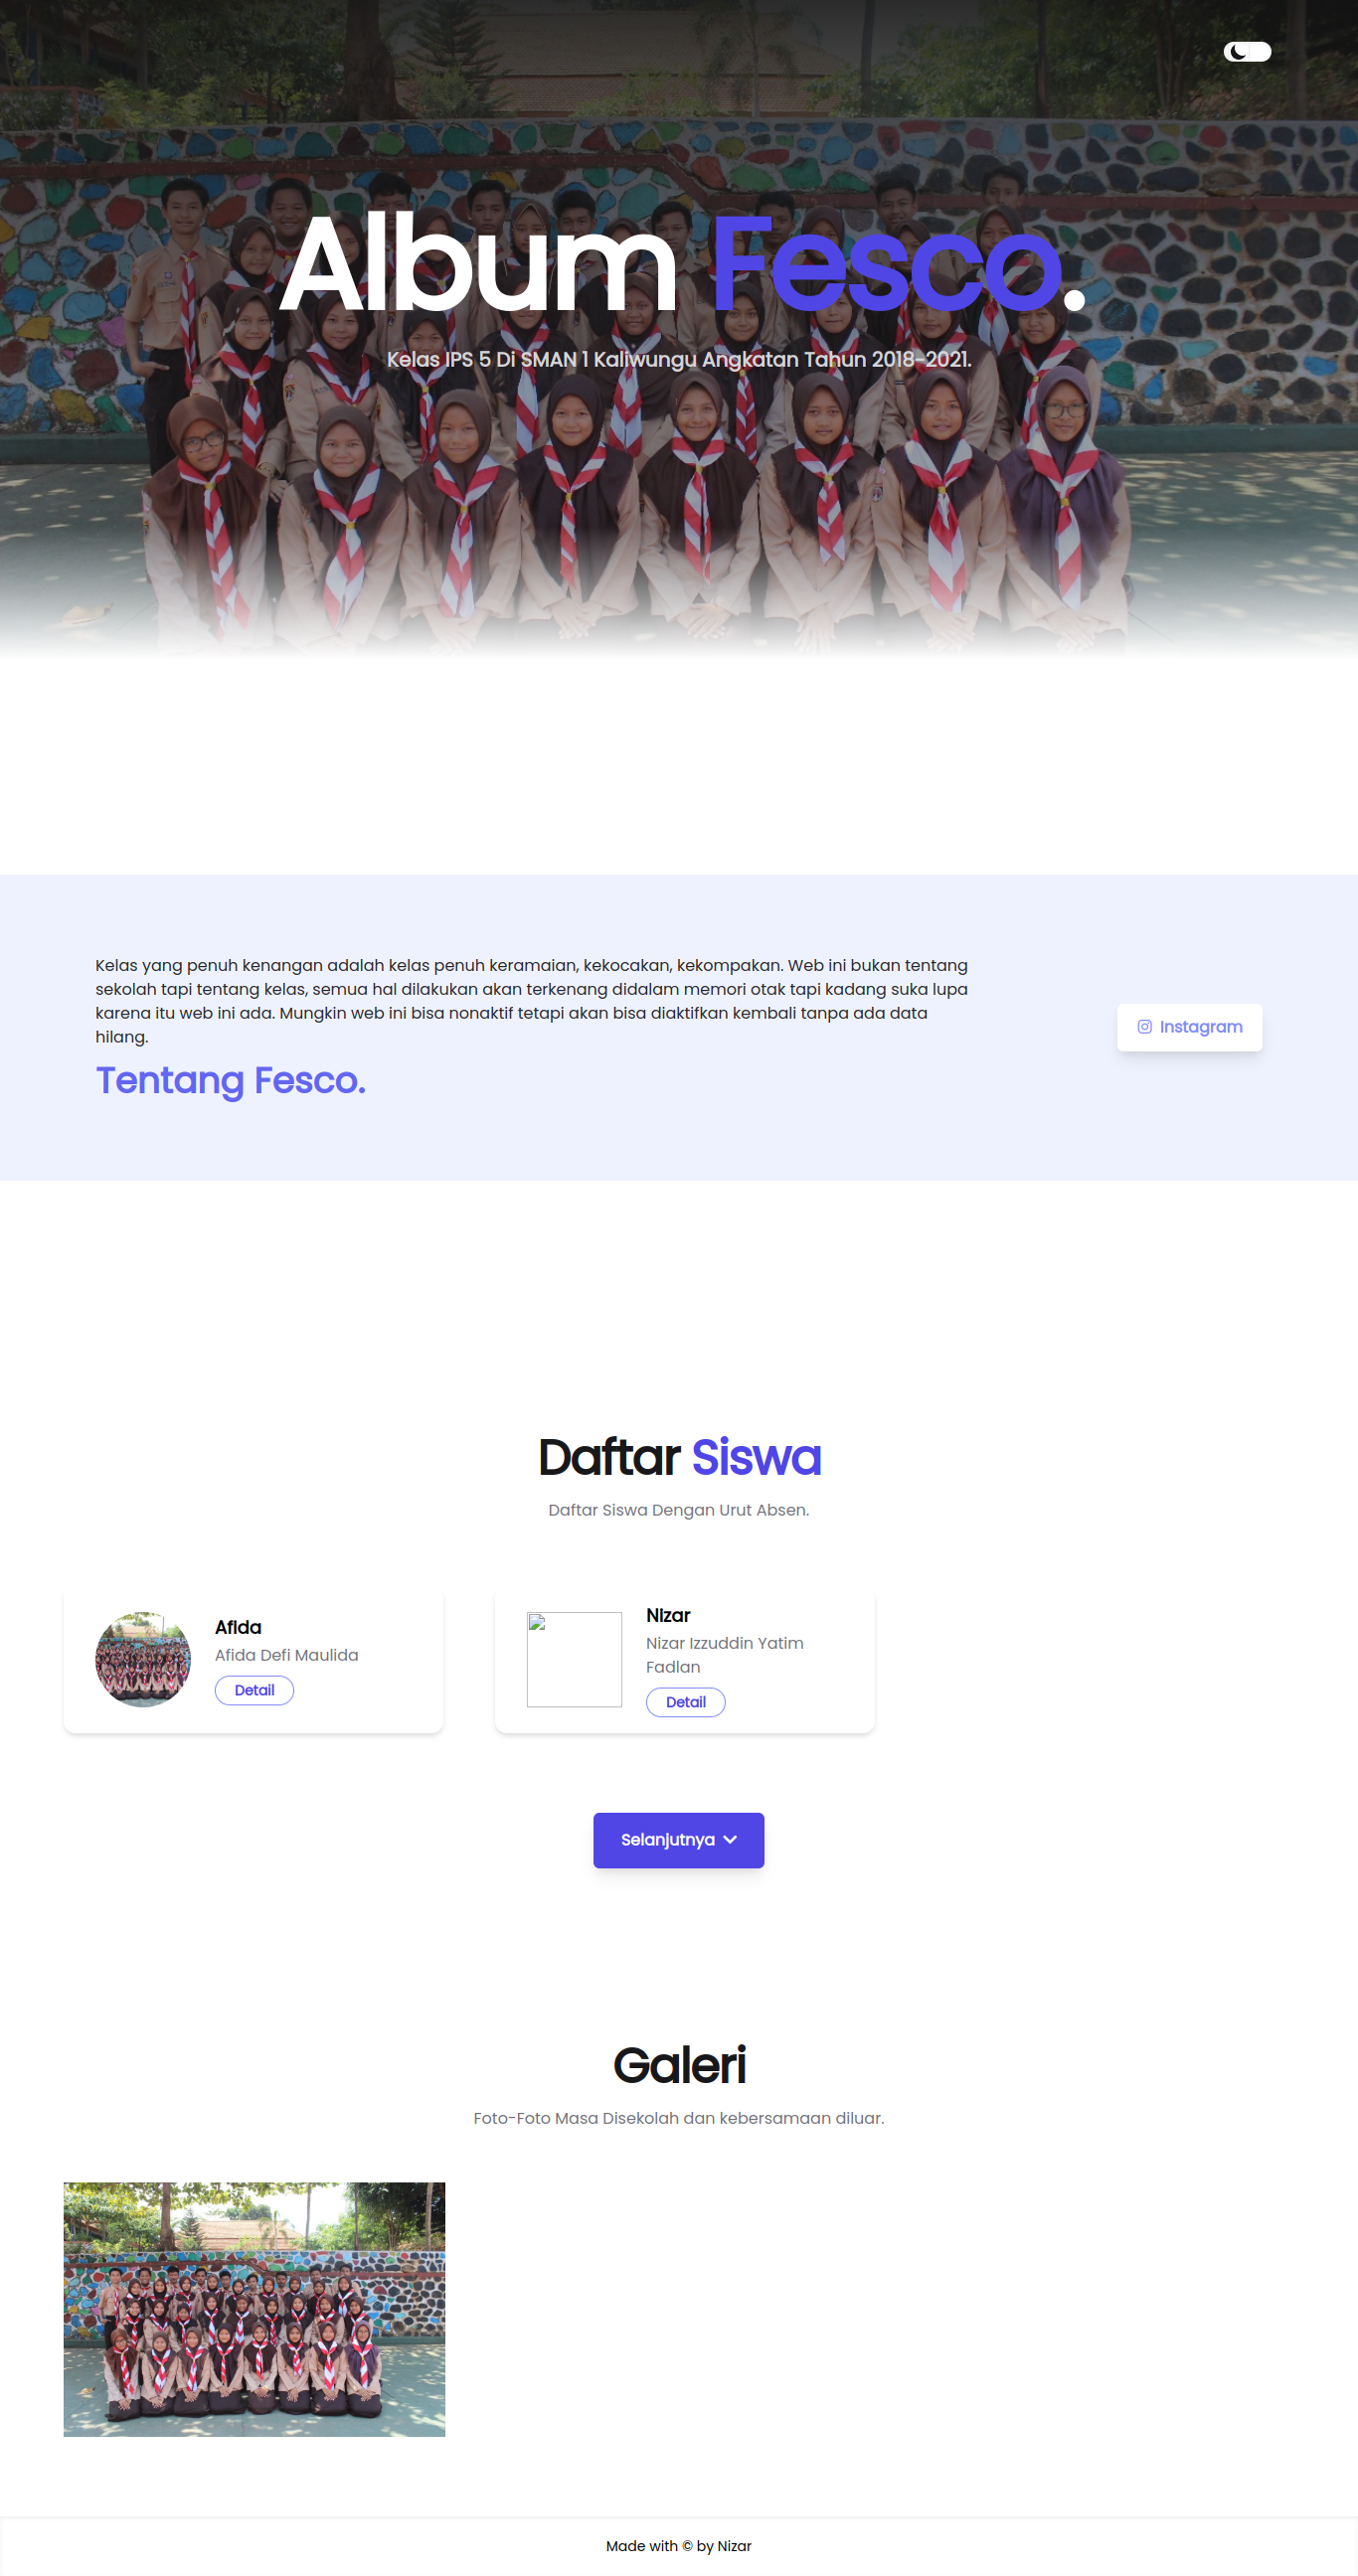 Album Fesco.
Kelas IPS 5 Di SMAN 1 Kaliwungu Angkatan Tahun 2018-2021.
Kelas yang penuh kenangan adalah kelas penuh keramaian, kekocakan, kekompakan. Web ini bukan tentang
sekolah tapi tentang kelas, semua hal dilakukan akan terkenang didalam memori otak tapi kadang suka lupa
karena itu web ini ada. Mungkin web ini bisa nonaktif tetapi akan bisa diaktifkan kembali tanpa ada data
hilang.
Tentang Fesco.
Instagram
Daftar Siswa
Daftar Siswa Dengan Urut Absen.
Afida
Afida Defi Maulida
Detail
Nizar
Nizar Izzuddin Yatim
Fadlan
Detail
Selanjutnya
Galeri
Foto-Foto Masa Disekolah dan kebersamaan diluar.
Made with © by Nizar